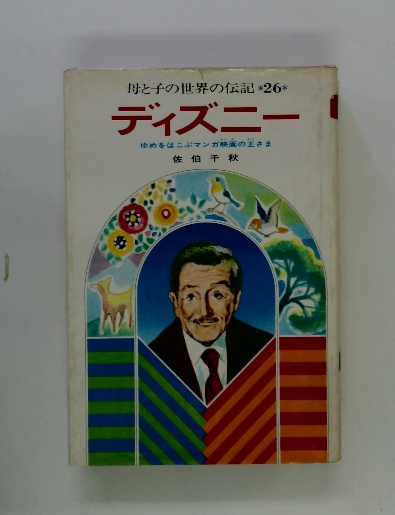 母と子の世界の伝記*26*
ディズニー
ゆめをはこぶマンガ映画の王さま
佐伯千秋